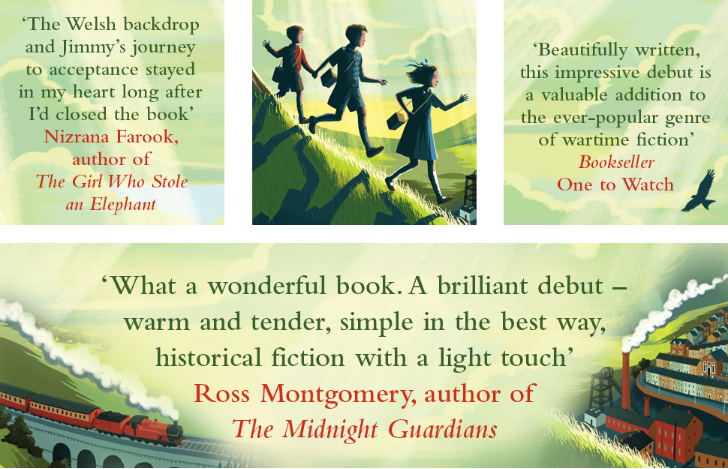 ‘The Welsh backdrop
and Jimmy’s journey
to acceptance stayed
in my heart long after
I’d closed the book’
Nizrana Farook,
author of
The Girl Who Stole
an Elephant
‘Beautifully written,
this impressive debut is
a valuable addition to
the ever-popular genre
of wartime fiction’
Bookseller
One to Watch
‘What a wonderful book. A brilliant debut –
warm and tender, simple in the best way,
historical fiction with a light touch’
Ross Montgomery, author of
The Midnight Guardians